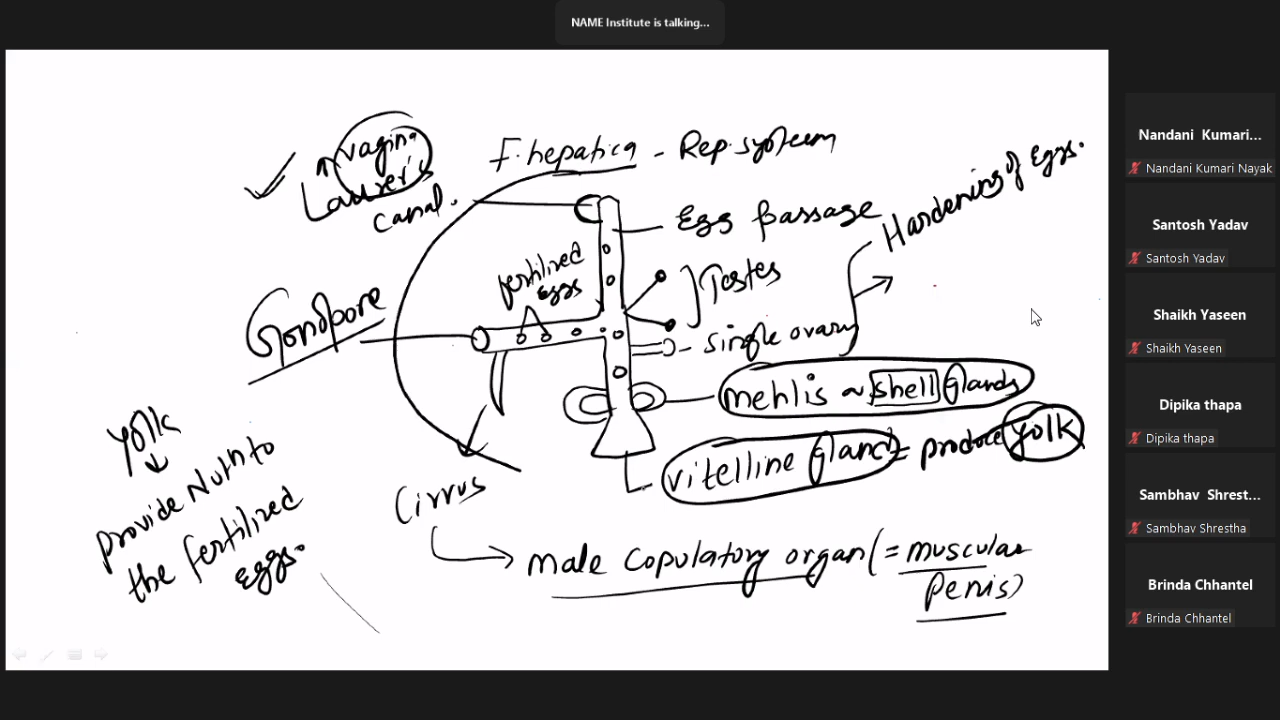 NAME Institute is talking...
F. hepatica - Rep. system
vagina
Laurer's
canal.
Egg passage
Hardening of Eggs.
fertilized
eggs
Testes
Gonopore
single ovary
mehlis ~ shell Glands
vitelline Gland = produce yolk
yolk
provide Nutn to
the fertilized
eggs.
Cirrus
male copulatory organ (= muscular
Penis)
Nandani Kumari...
Nandani Kumari Nayak
Santosh Yadav
Santosh Yadav
Shaikh Yaseen
Shaikh Yaseen
Dipika thapa
Dipika thapa
Sambhav Shrest...
Sambhav Shrestha
Brinda Chhantel
Brinda Chhantel